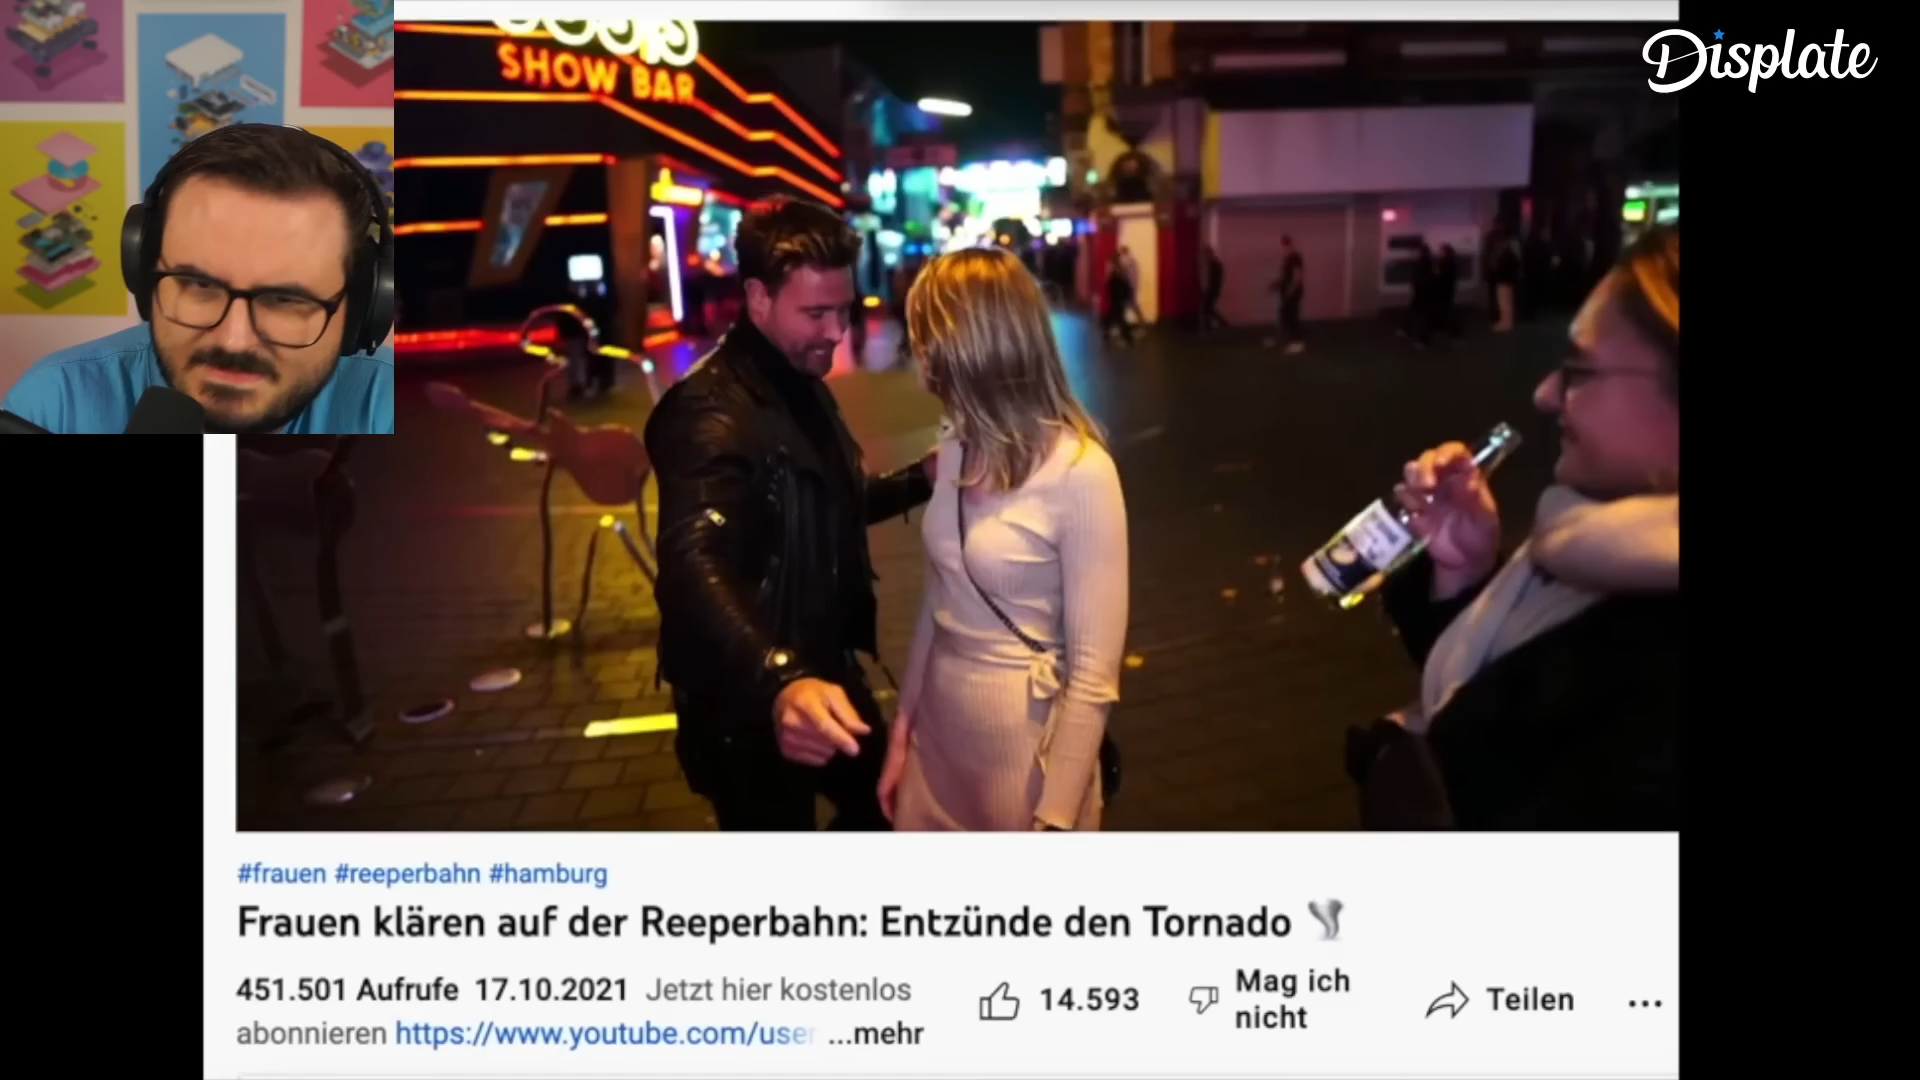 SHOW BAR
Displate
#frauen #reeperbahn #hamburg
Frauen klären auf der Reeperbahn: Entzünde den Tornado 🌪
451.501 Aufrufe 17.10.2021 Jetzt hier kostenlos
abonnieren https://www.youtube.com/user ...mehr
14.593
Mag ich
nicht
Teilen
...